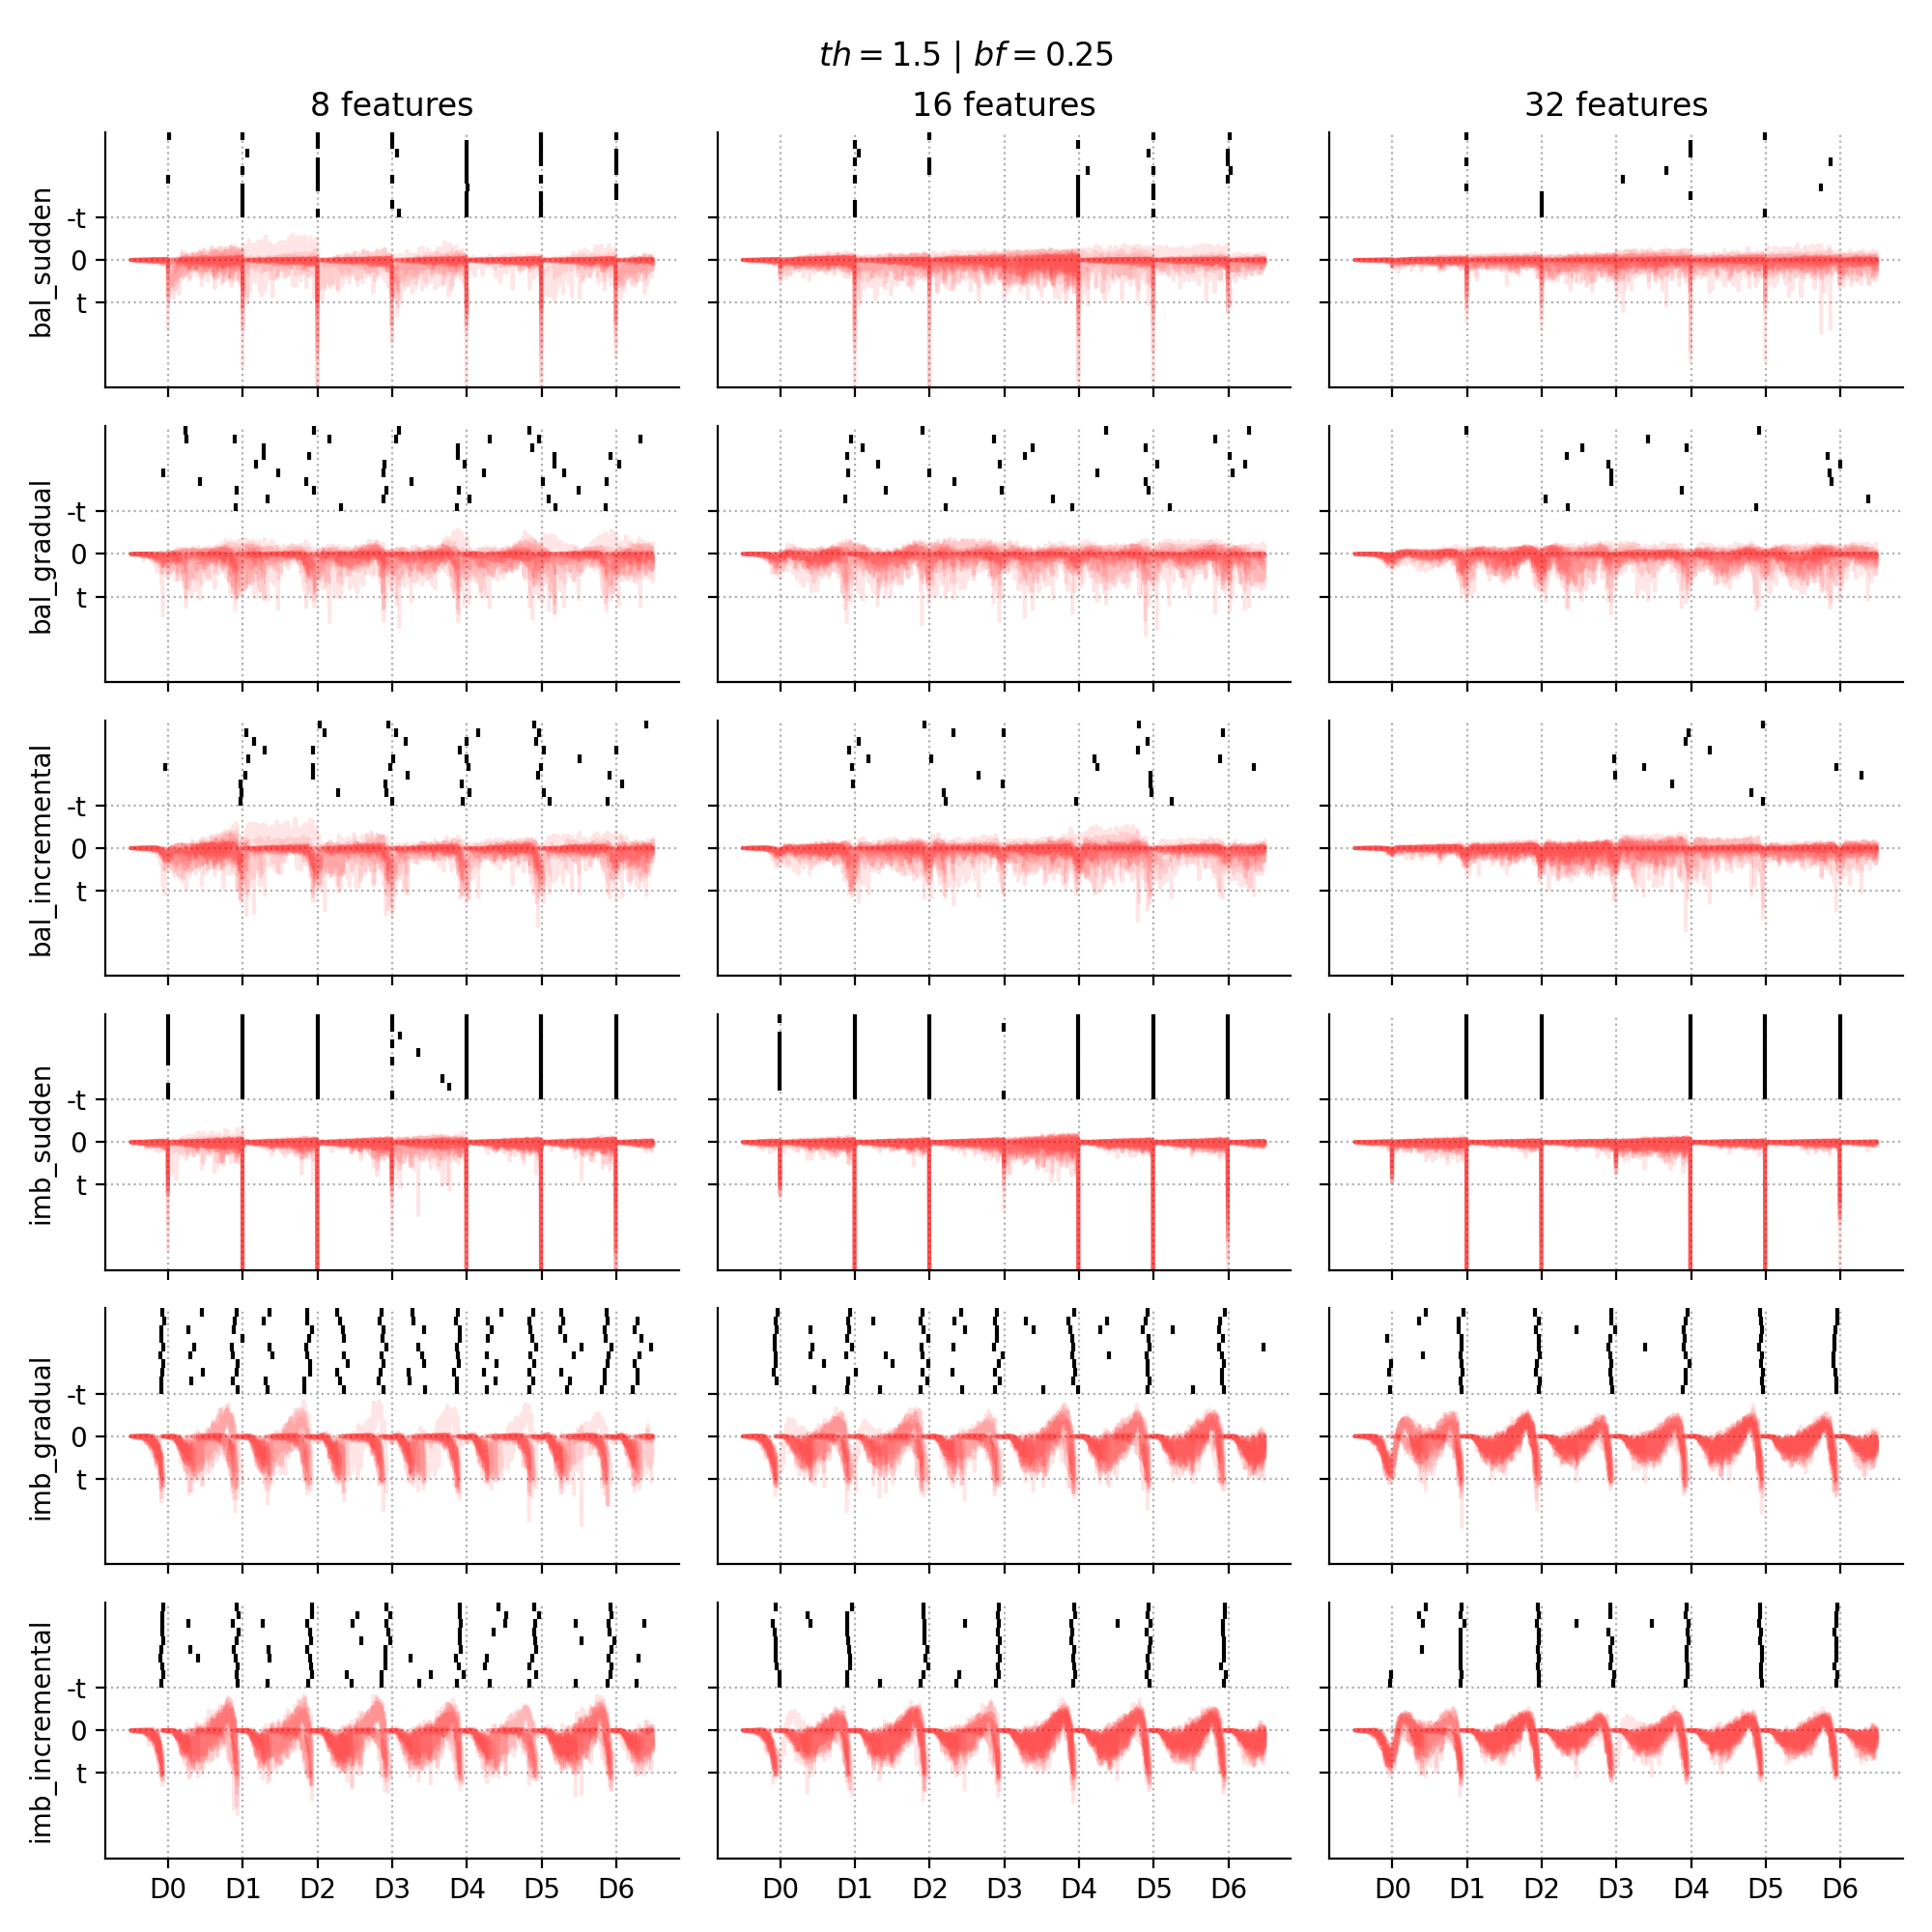 th = 1.5 | bf = 0.25
8 features
16 features
32 features
bal_sudden
-t
0
t
bal_gradual
-t
0
t
bal_incremental
-t
0
t
imb_sudden
-t
0
t
imb_gradual
-t
0
t
imb_incremental
-t
0
t
D0 D1 D2 D3 D4 D5 D6
D0 D1 D2 D3 D4 D5 D6
D0 D1 D2 D3 D4 D5 D6